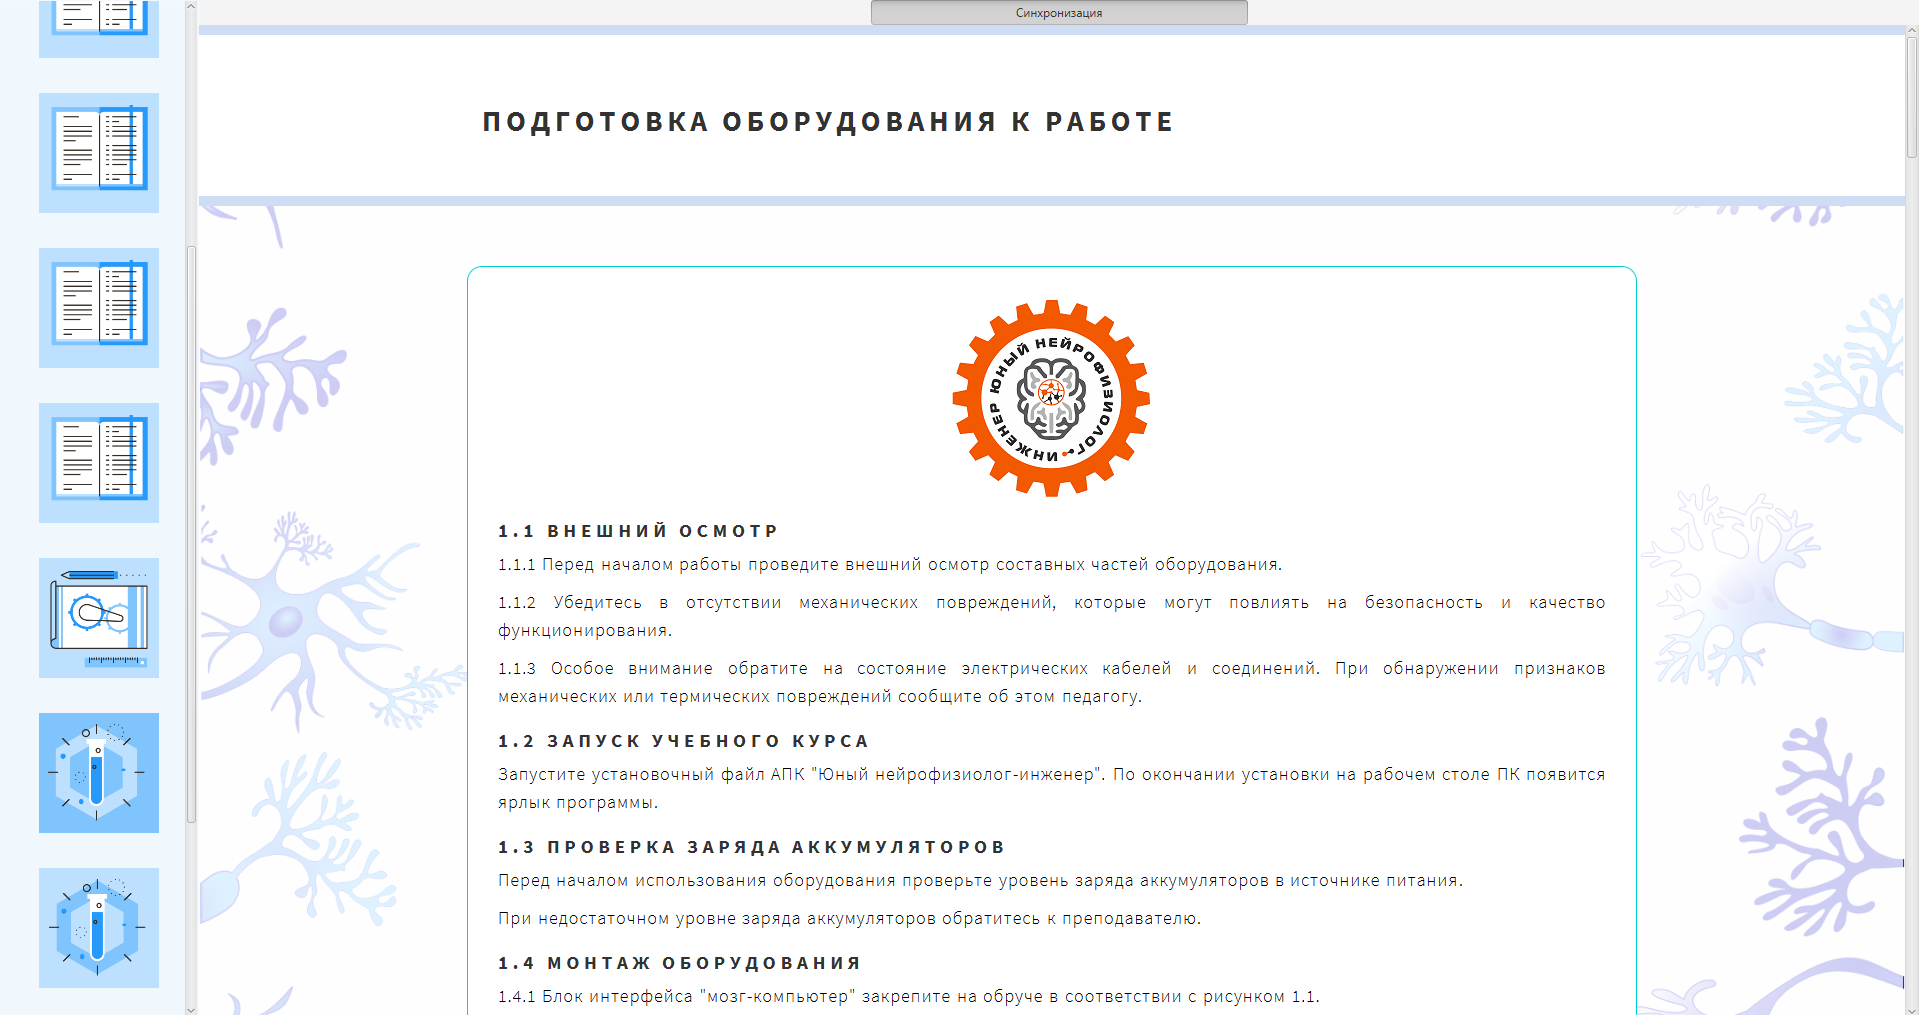 Синхронизация
ПОДГОТОВКА ОБОРУДОВАНИЯ К РАБОТЕ
ЮНЫЙ НЕЙРОФИЗИОЛОГ
ИНЖЕНЕР
1.1 ВНЕШНИЙ ОСМОТР
1.1.1 Перед началом работы проведите внешний осмотр составных частей оборудования.
1.1.2 Убедитесь в отсутствии механических повреждений, которые могут повлиять на безопасность и качество
функционирования.
1.1.3 Особое внимание обратите на состояние электрических кабелей и соединений. При обнаружении признаков
механических или термических повреждений сообщите об этом педагогу.
1.2 ЗАПУСК УЧЕБНОГО КУРСА
Запустите установочный файл АПК "Юный нейрофизиолог-инженер". По окончании установки на рабочем столе ПК появится
ярлык программы.
1.3 ПРОВЕРКА ЗАРЯДА АККУМУЛЯТОРОВ
Перед началом использования оборудования проверьте уровень заряда аккумуляторов в источнике питания.
При недостаточном уровне заряда аккумуляторов обратитесь к преподавателю.
1.4 МОНТАЖ ОБОРУДОВАНИЯ
1.4.1 Блок интерфейса "мозг-компьютер" закрепите на обруче в соответствии с рисунком 1.1.